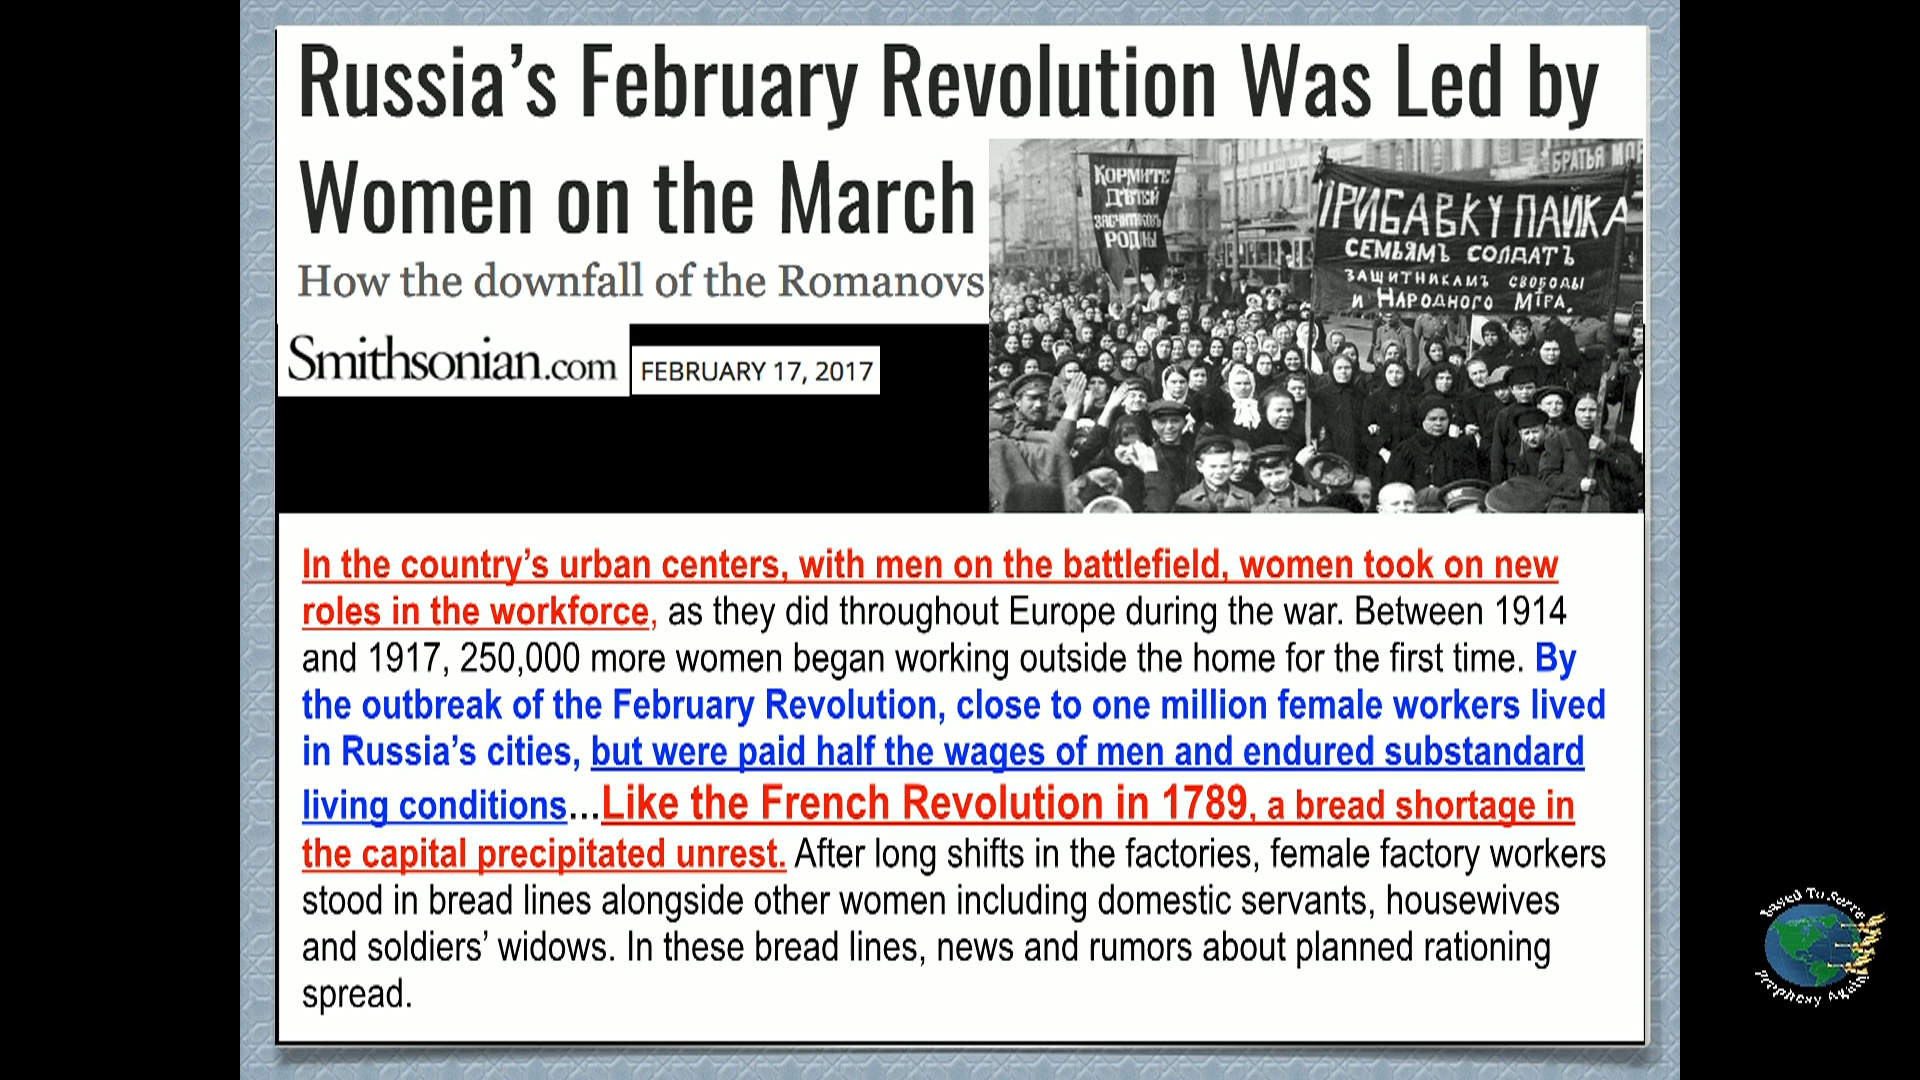 Russia’s February Revolution Was Led by
Women on the March
How the downfall of the Romanovs
Smithsonian.com
FEBRUARY 17, 2017
КОРМИТЕ
ДѢТЕЙ
ЗАЩИТНИКОВЪ
РОДИНЫ
БРАТЬЯ
ПРИБАВКУ ПАЙКА
СЕМЬЯМЪ СОЛДАТЪ
ЗАЩИТНИКАМЪ СВОБОДЫ
И НАРОДНОГО МІРА.
In the country’s urban centers, with men on the battlefield, women took on new
roles in the workforce, as they did throughout Europe during the war. Between 1914
and 1917, 250,000 more women began working outside the home for the first time. By
the outbreak of the February Revolution, close to one million female workers lived
in Russia’s cities, but were paid half the wages of men and endured substandard
living conditions…Like the French Revolution in 1789, a bread shortage in
the capital precipitated unrest. After long shifts in the factories, female factory workers
stood in bread lines alongside other women including domestic servants, housewives
and soldiers’ widows. In these bread lines, news and rumors about planned rationing
spread.
To Serve
Prophesy Again